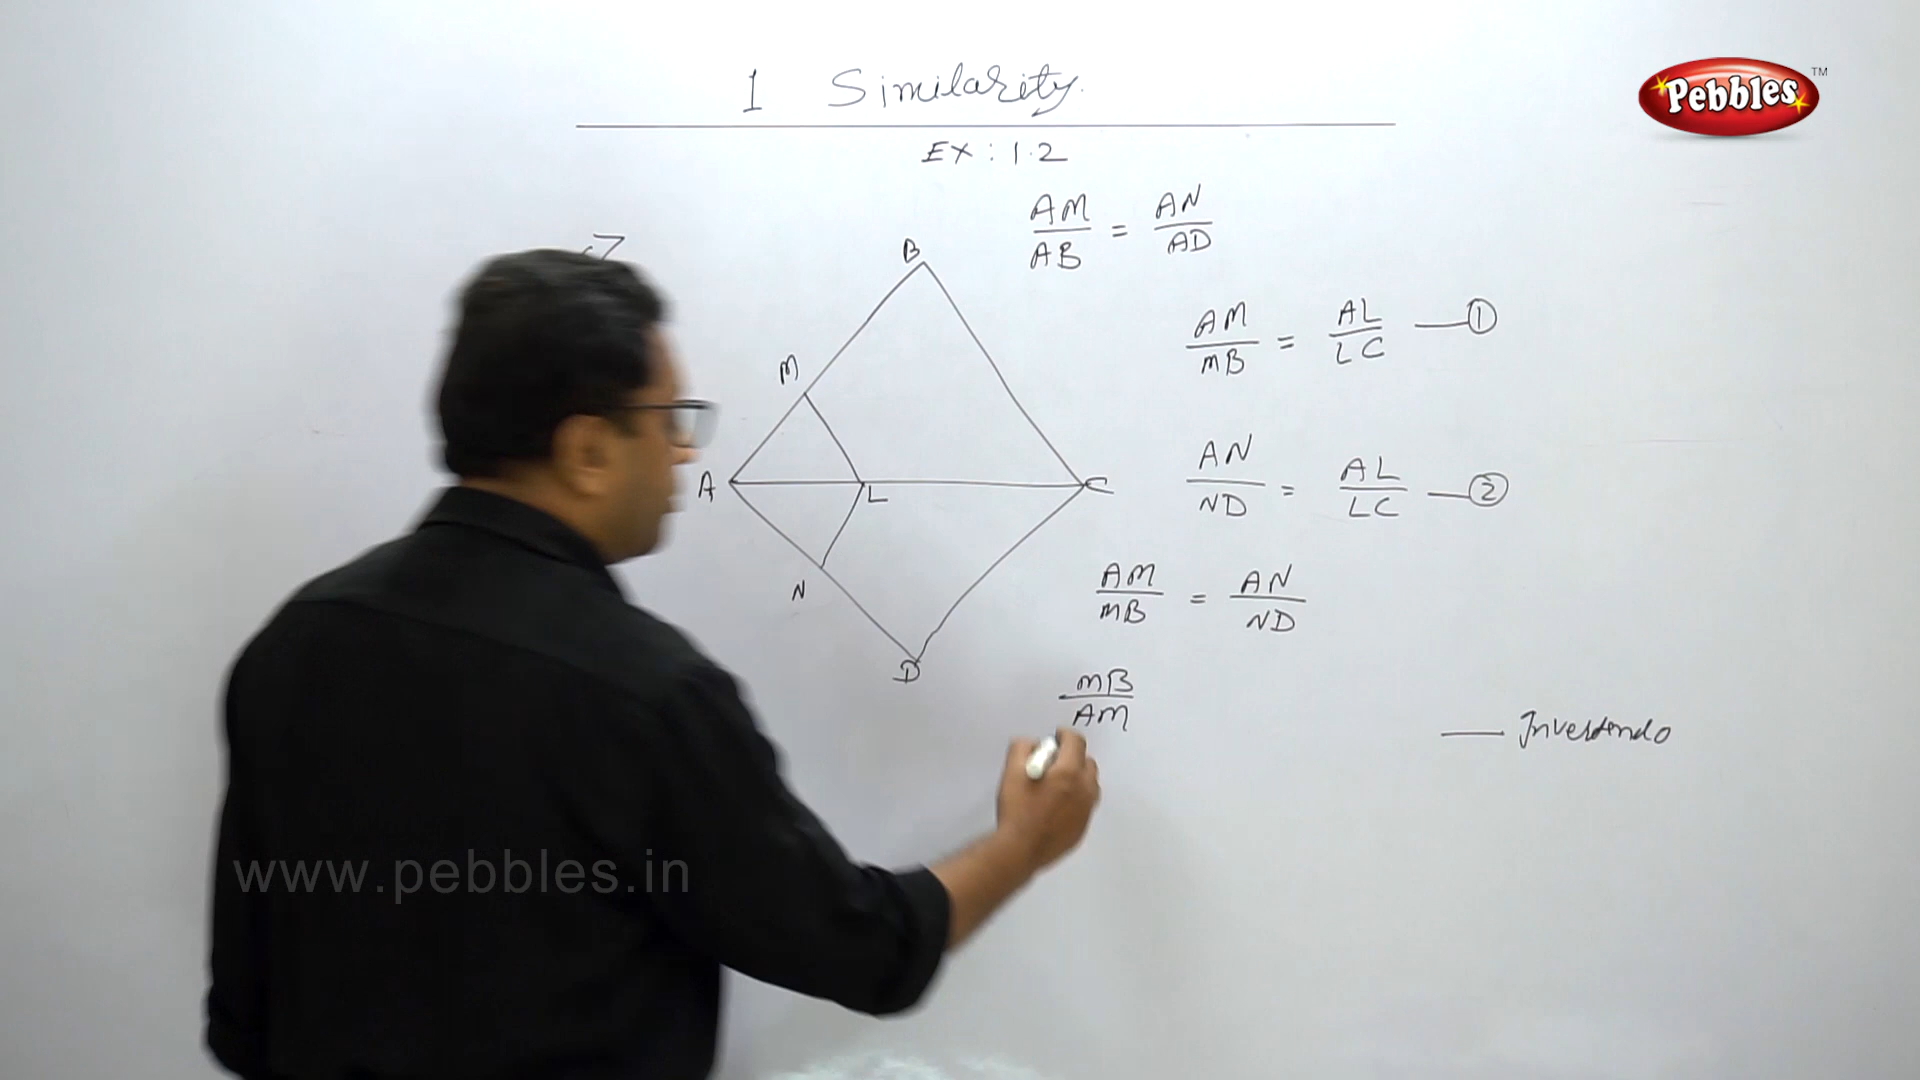 Pebbles TM
1 Similarity.
EX : 1.2
AM/AB = AN/AD
AM/MB = AL/LC — ①
AN/ND = AL/LC — ②
AM/MB = AN/ND
MB/AM — Invertendo
B
M
A L C
N
D
www.pebbles.in